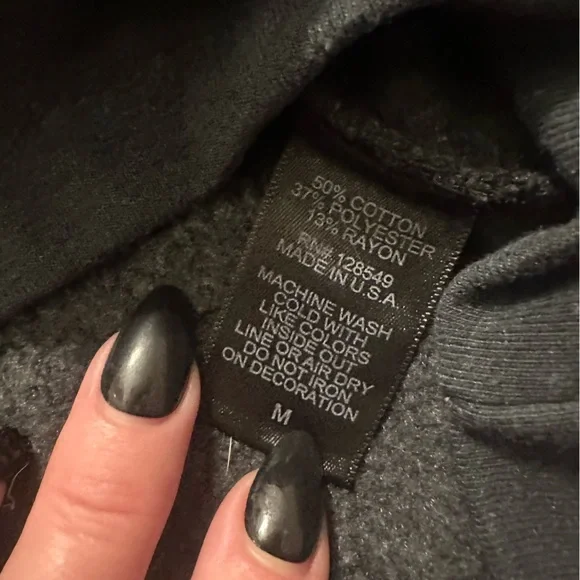 50% COTTON
37% POLYESTER
13% RAYON
RN# 128549
MADE IN U.S.A
MACHINE WASH
COLD WITH
LIKE COLORS
INSIDE OUT
LINE OR AIR DRY
DO NOT IRON
ON DECORATION
M